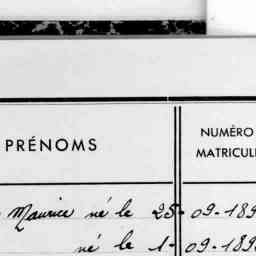 PRÉNOMS
NUMÉRO
MATRICUL
Maurice né le 25-09-189
né le 1-09-189